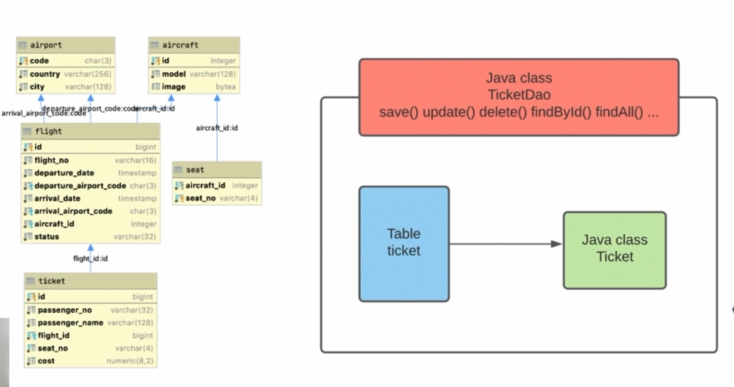 airport
code char(3)
country varchar(256)
city varchar(128)
aircraft
id integer
model varchar(128)
image bytea
departure_airport_code:code
aircraft_id:id
arrival_airport_code:code
aircraft_id:id
flight
id bigint
flight_no varchar(16)
departure_date timestamp
departure_airport_code char(3)
arrival_date timestamp
arrival_airport_code char(3)
aircraft_id integer
status varchar(32)
seat
aircraft_id integer
seat_no varchar(4)
flight_id:id
ticket
id bigint
passenger_no varchar(32)
passenger_name varchar(128)
flight_id bigint
seat_no varchar(4)
cost numeric(8,2)
Java class
TicketDao
save() update() delete() findById() findAll() ...
Table
ticket
Java class
Ticket